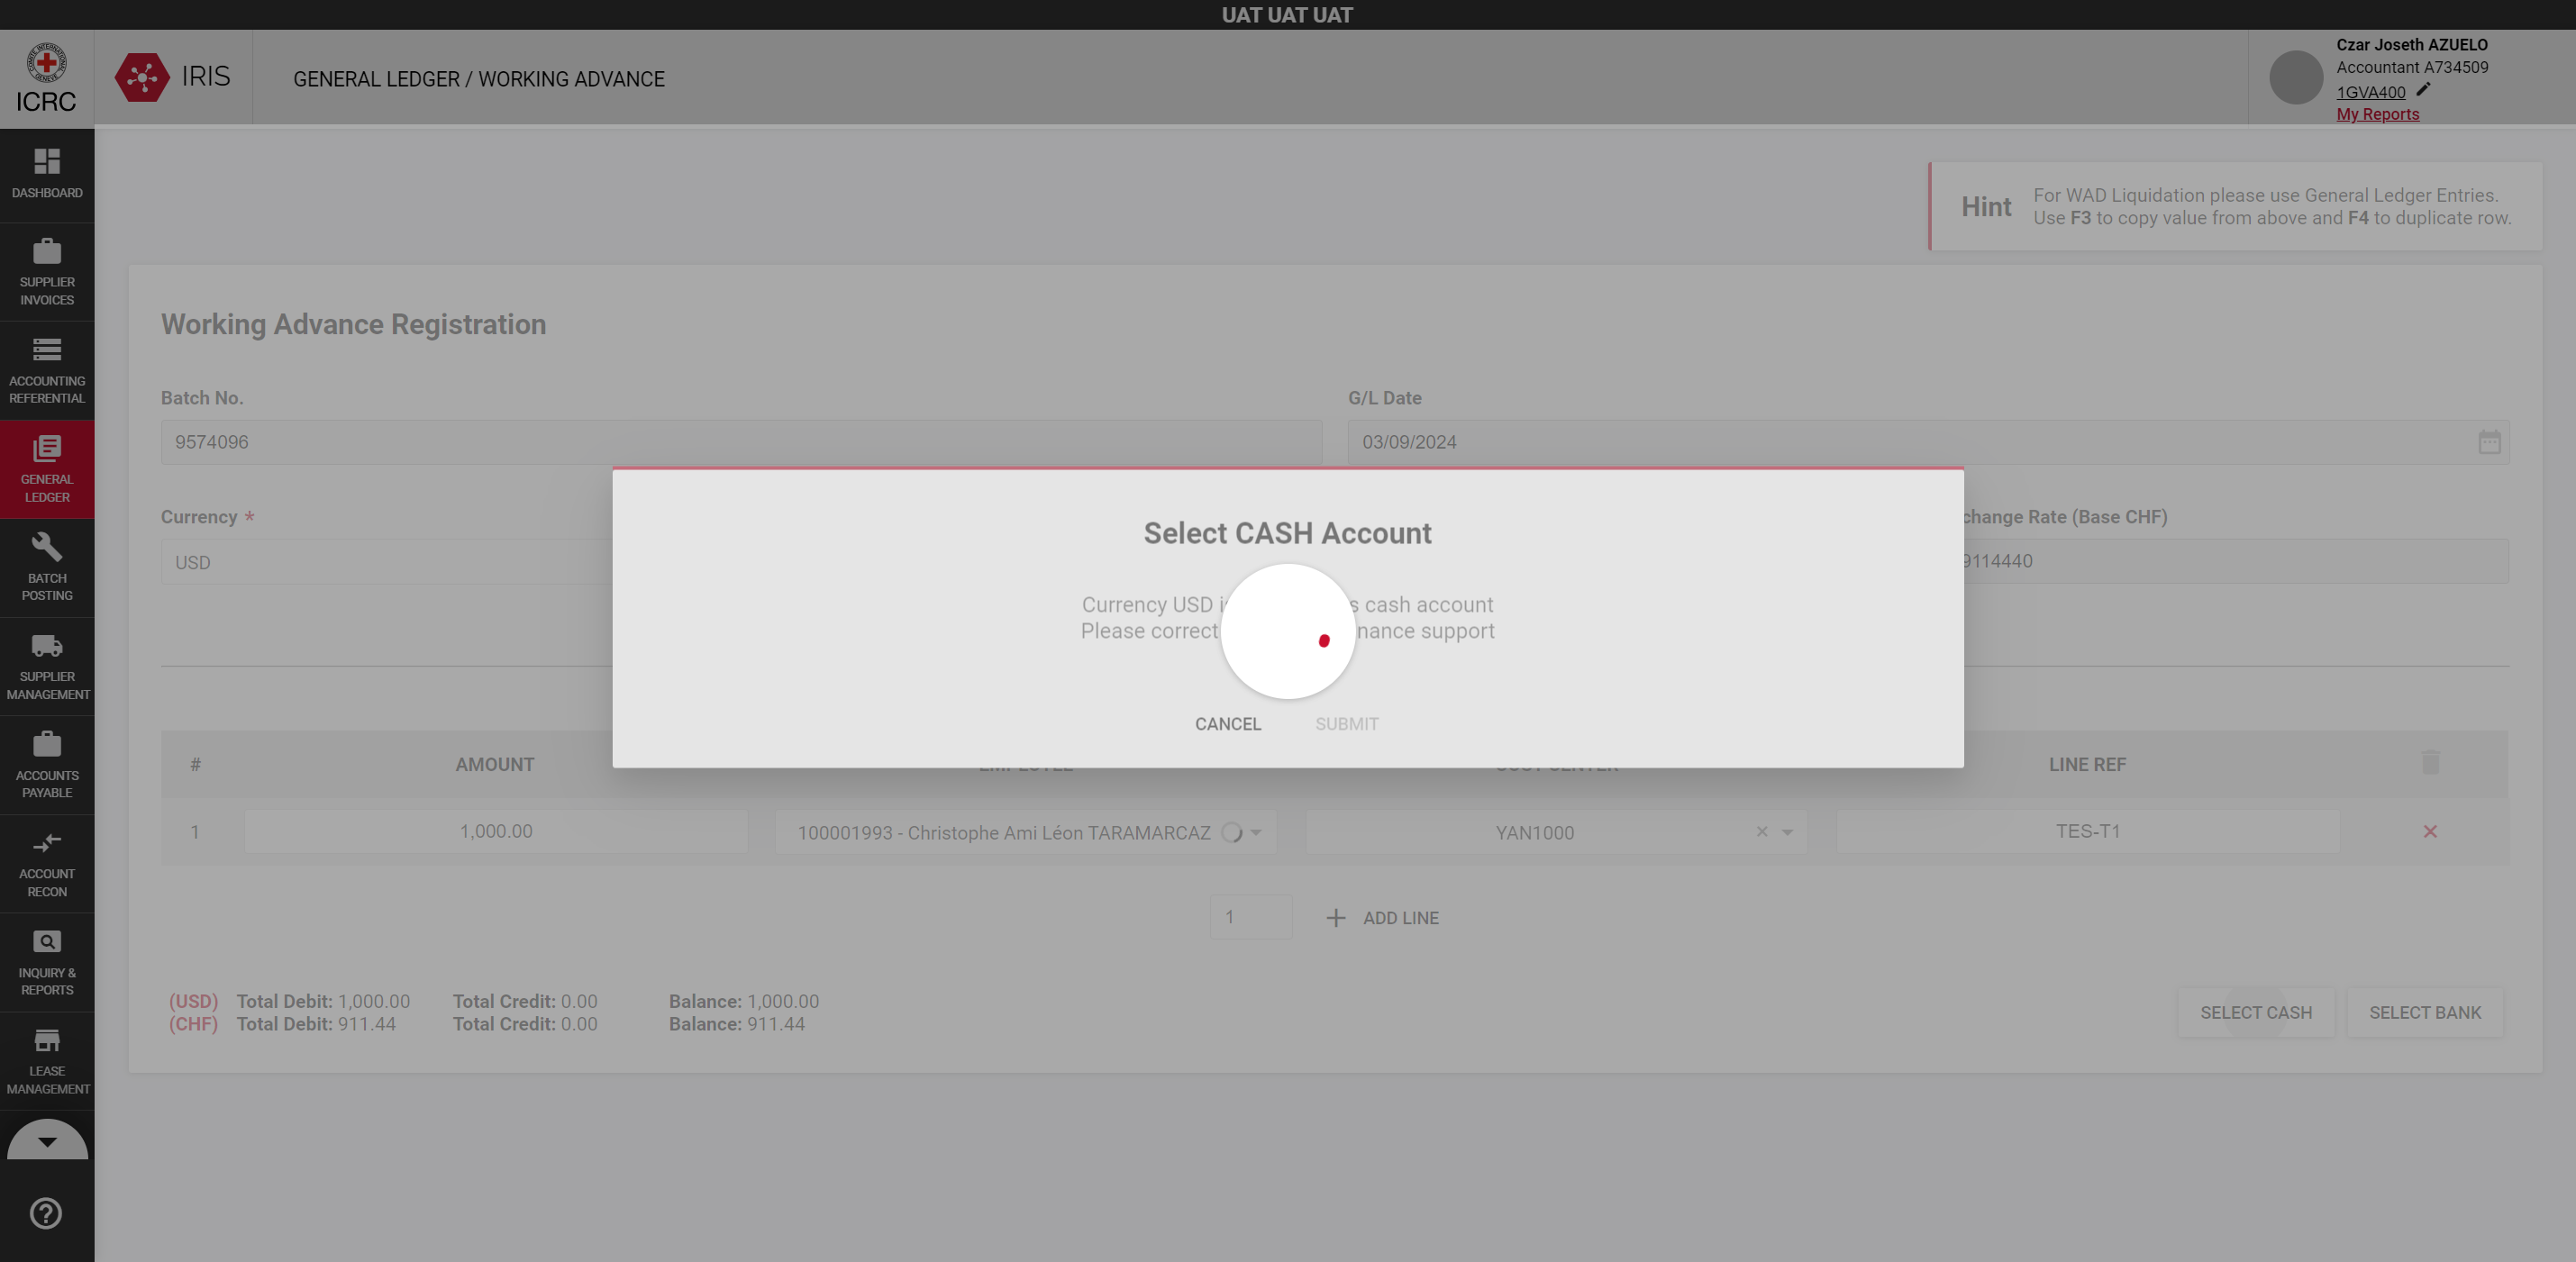 UAT UAT UAT
ICRC
IRIS
GENERAL LEDGER / WORKING ADVANCE
Czar Joseth AZUELO
Accountant A734509
1GVA400
My Reports
DASHBOARD
SUPPLIER
INVOICES
ACCOUNTING
REFERENTIAL
GENERAL
LEDGER
BATCH
POSTING
SUPPLIER
MANAGEMENT
ACCOUNTS
PAYABLE
ACCOUNT
RECON
INQUIRY &
REPORTS
LEASE
MANAGEMENT
Hint
For WAD Liquidation please use General Ledger Entries.
Use F3 to copy value from above and F4 to duplicate row.
Working Advance Registration
Batch No.
G/L Date
9574096
03/09/2024
Currency *
change Rate (Base CHF)
USD
9114440
Select CASH Account
Currency USD s cash account
Please correct nance support
CANCEL SUBMIT
# AMOUNT LINE REF
1 1,000.00 100001993 - Christophe Ami Léon TARAMARCAZ YAN1000 TES-T1
1 ADD LINE
(USD) Total Debit: 1,000.00 Total Credit: 0.00 Balance: 1,000.00
(CHF) Total Debit: 911.44 Total Credit: 0.00 Balance: 911.44
SELECT CASH SELECT BANK